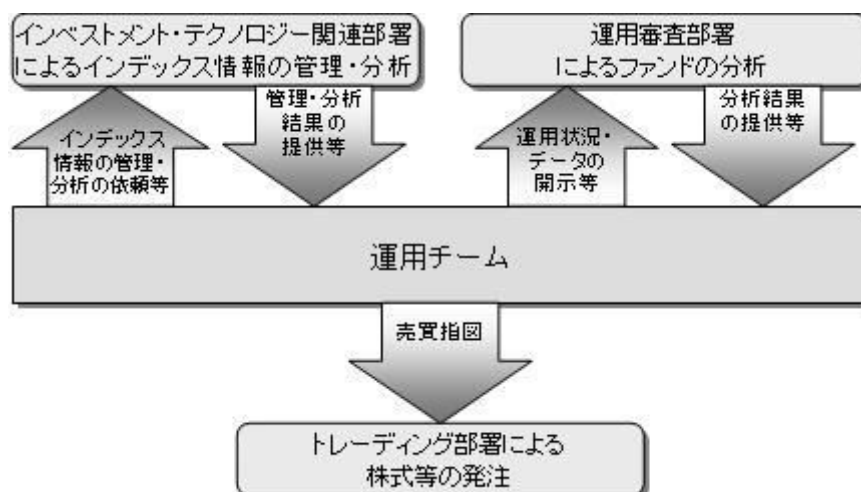 インベストメント・テクノロジー関連部署
によるインデックス情報の管理・分析
運用審査部署
によるファンドの分析
インデックス
情報の管理・
分析の依頼等
管理・分析
結果の
提供等
運用状況・
データの
開示等
分析結果
の提供等
運用チーム
売買指図
トレーディング部署による
株式等の発注